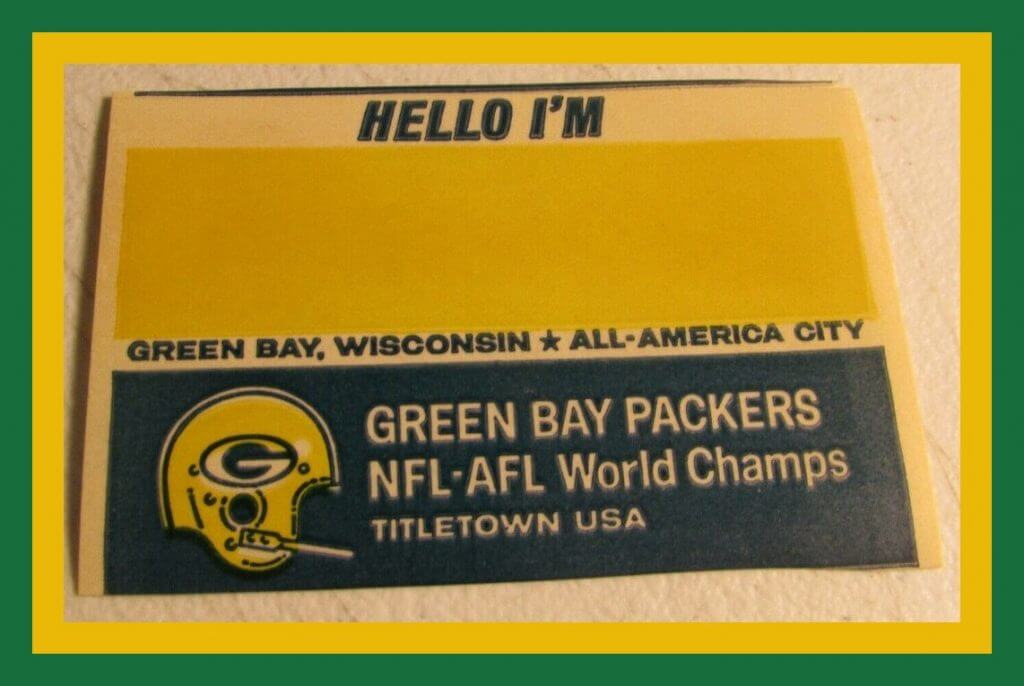 HELLO I'M
GREEN BAY, WISCONSIN ★ ALL-AMERICA CITY
G
GREEN BAY PACKERS
NFL-AFL World Champs
TITLETOWN USA